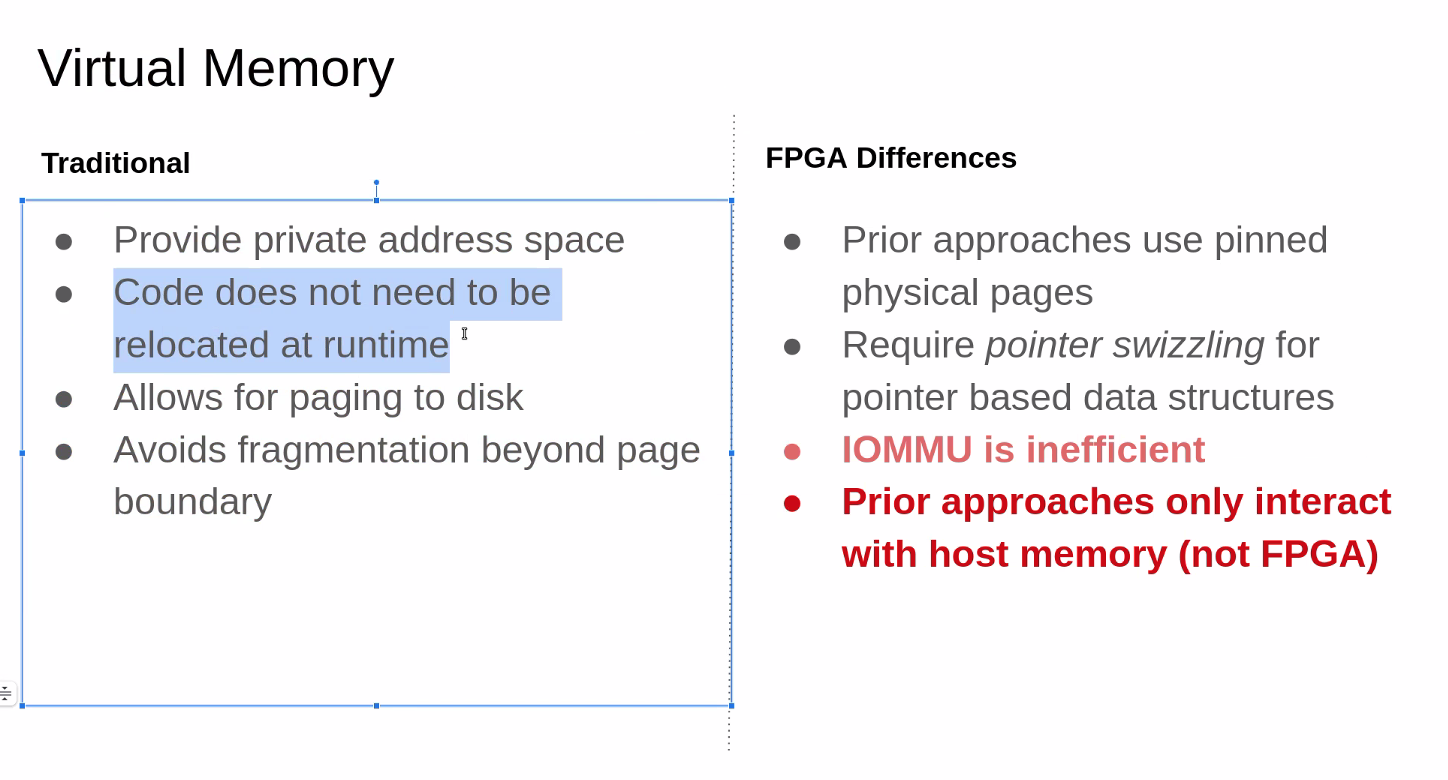 Virtual Memory
Traditional
● Provide private address space
● Code does not need to be
relocated at runtime
● Allows for paging to disk
● Avoids fragmentation beyond page
boundary
FPGA Differences
● Prior approaches use pinned
physical pages
● Require pointer swizzling for
pointer based data structures
● IOMMU is inefficient
● Prior approaches only interact
with host memory (not FPGA)